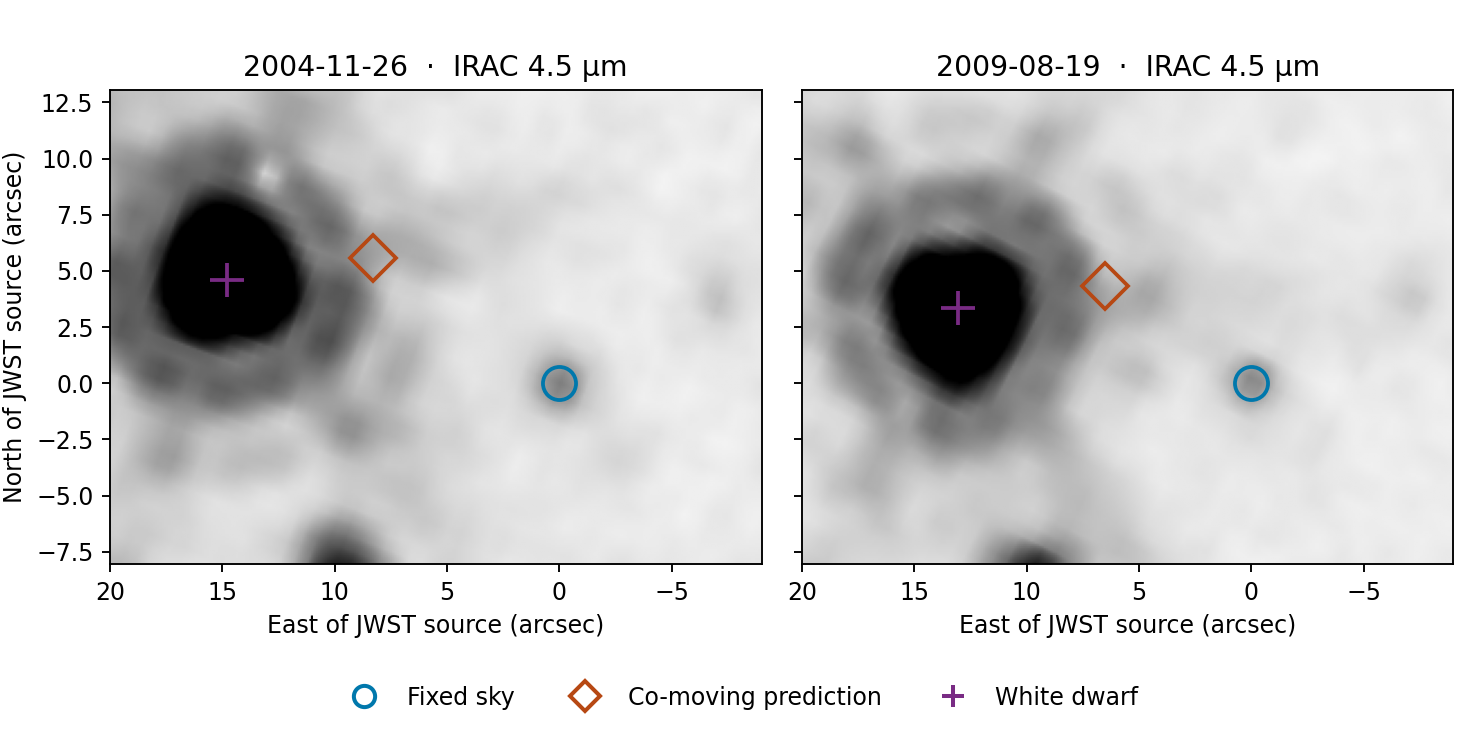 2004-11-26 · IRAC 4.5 µm
2009-08-19 · IRAC 4.5 µm
North of JWST source (arcsec)
12.5
10.0
7.5
5.0
2.5
0.0
−2.5
−5.0
−7.5
20 15 10 5 0 −5
20 15 10 5 0 −5
East of JWST source (arcsec)
East of JWST source (arcsec)
Fixed sky
Co-moving prediction
White dwarf